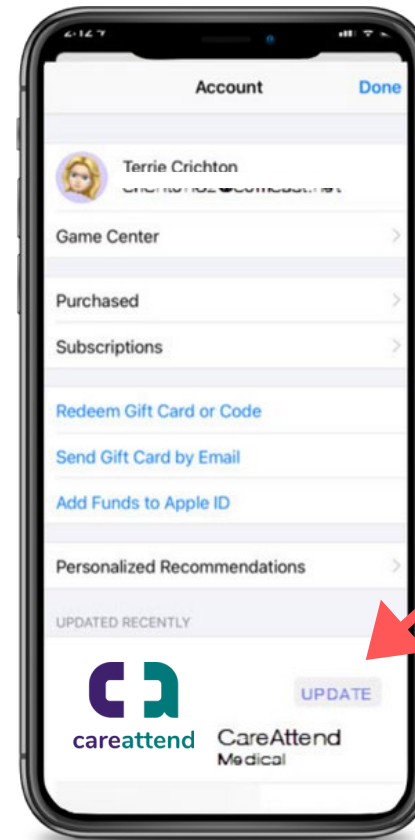 Account
Done
Terrie Crichton
Game Center
Purchased
Subscriptions
Redeem Gift Card or Code
Send Gift Card by Email
Add Funds to Apple ID
Personalized Recommendations
UPDATED RECENTLY
UPDATE
careattend
CareAttend
Medical